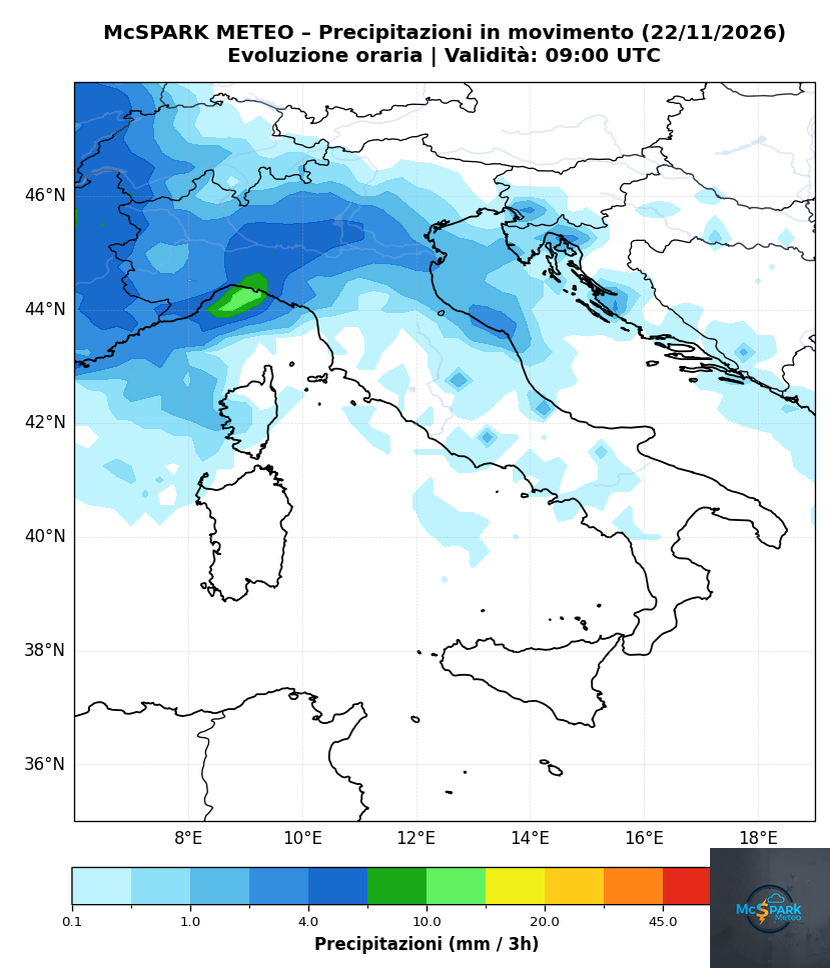 McSPARK METEO – Precipitazioni in movimento (22/11/2026)
Evoluzione oraria | Validità: 09:00 UTC
46°N
44°N
42°N
40°N
38°N
36°N
8°E 10°E 12°E 14°E 16°E 18°E
0.1 1.0 4.0 10.0 20.0 45.0
Precipitazioni (mm / 3h)
McSPARK
Meteo